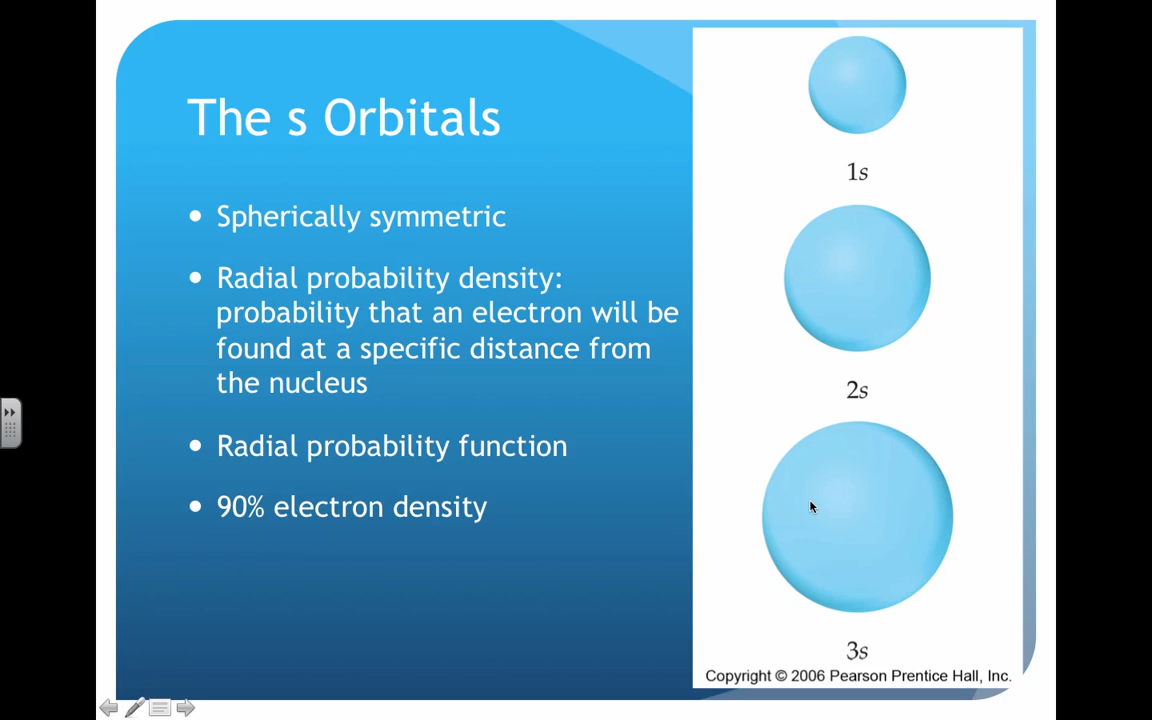 The s Orbitals
Spherically symmetric
Radial probability density:
probability that an electron will be
found at a specific distance from
the nucleus
Radial probability function
90% electron density
1s
2s
3s
Copyright © 2006 Pearson Prentice Hall, Inc.